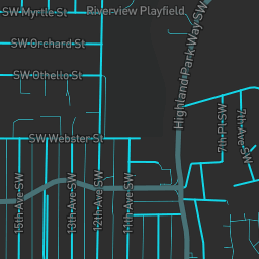 SW Myrtle St
Riverview Playfield
SW Orchard St
SW Othello St
Highland Park Way SW
7th Pl SW
7th Ave SW
SW Webster St
15th Ave SW
13th Ave SW
12th Ave SW
11th Ave SW